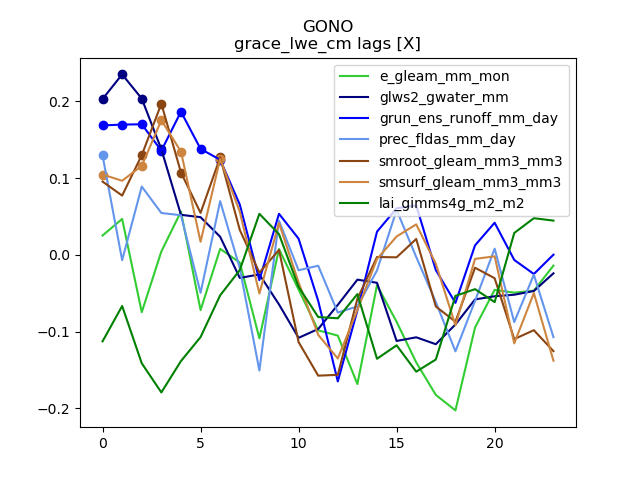 GONO
grace_lwe_cm lags [X]
e_gleam_mm_mon
glws2_gwater_mm
grun_ens_runoff_mm_day
prec_fldas_mm_day
smroot_gleam_mm3_mm3
smsurf_gleam_mm3_mm3
lai_gimms4g_m2_m2
0.2
0.1
0.0
−0.1
−0.2
0 5 10 15 20